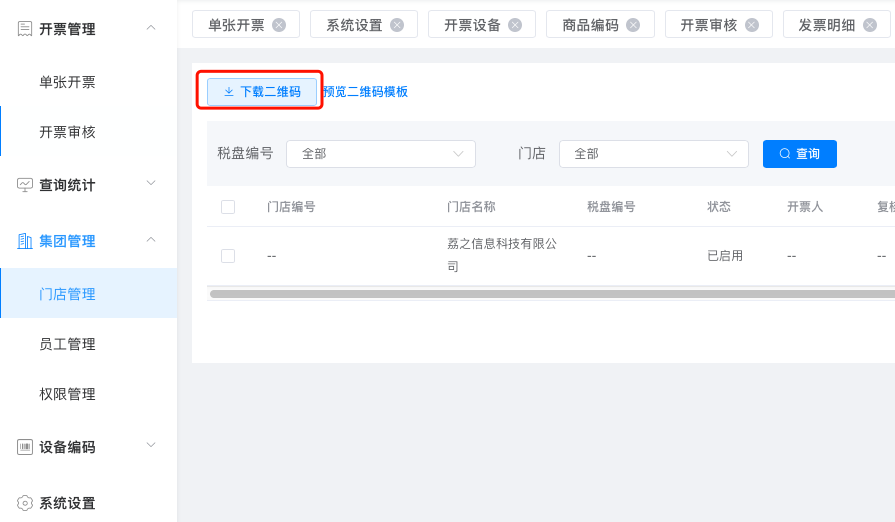 开票管理
单张开票
开票审核
查询统计
集团管理
门店管理
员工管理
权限管理
设备编码
系统设置
单张开票 系统设置 开票设备 商品编码 开票审核 发票明细
下载二维码 预览二维码模板
税盘编号 全部 门店 全部 查询
门店编号 门店名称 税盘编号 状态 开票人
-- 荔之信息科技有限公 -- 已启用 -- --
司